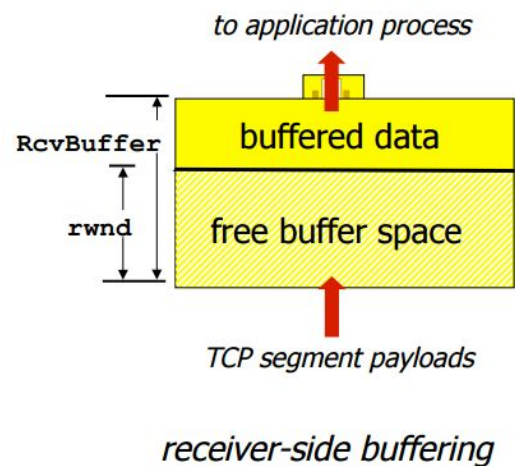 to application process
buffered data
RcvBuffer
rwnd
free buffer space
TCP segment payloads
receiver-side buffering